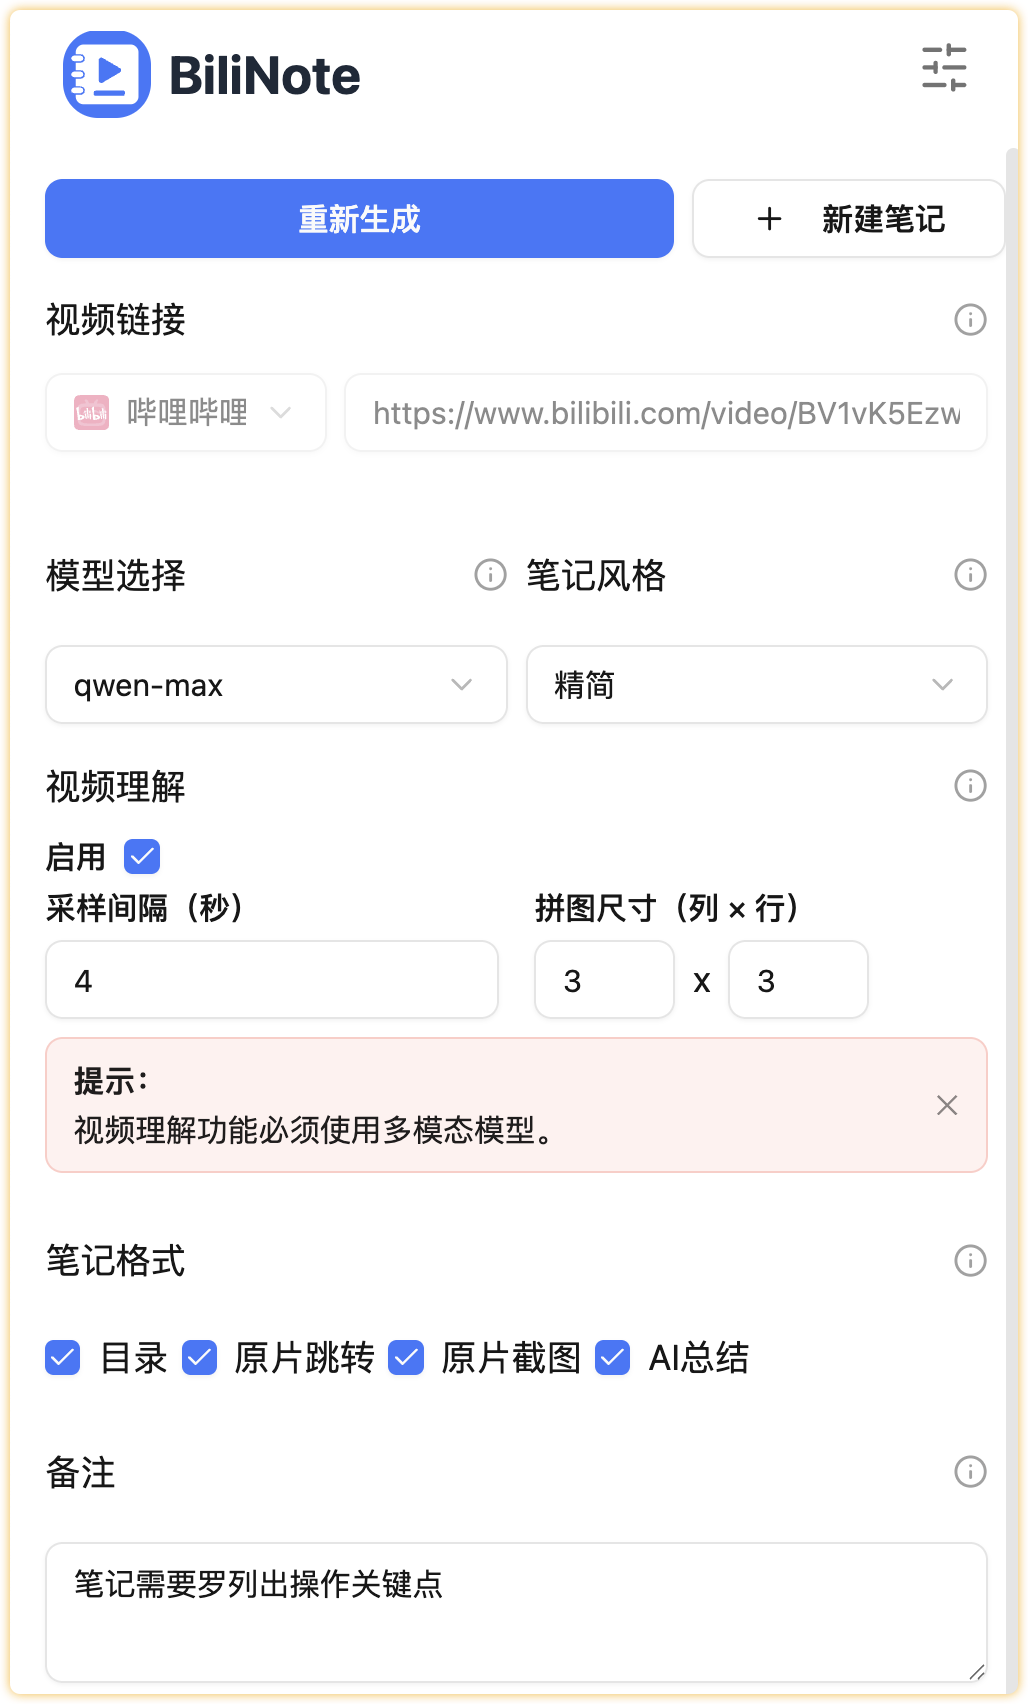 BiliNote
重新生成
+ 新建笔记
视频链接
bilibili 哔哩哔哩
https://www.bilibili.com/video/BV1vK5Ezw
模型选择
笔记风格
qwen-max
精简
视频理解
启用
采样间隔（秒）
拼图尺寸（列 × 行）
4
3 x 3
提示：
视频理解功能必须使用多模态模型。
笔记格式
目录 原片跳转 原片截图 AI总结
备注
笔记需要罗列出操作关键点